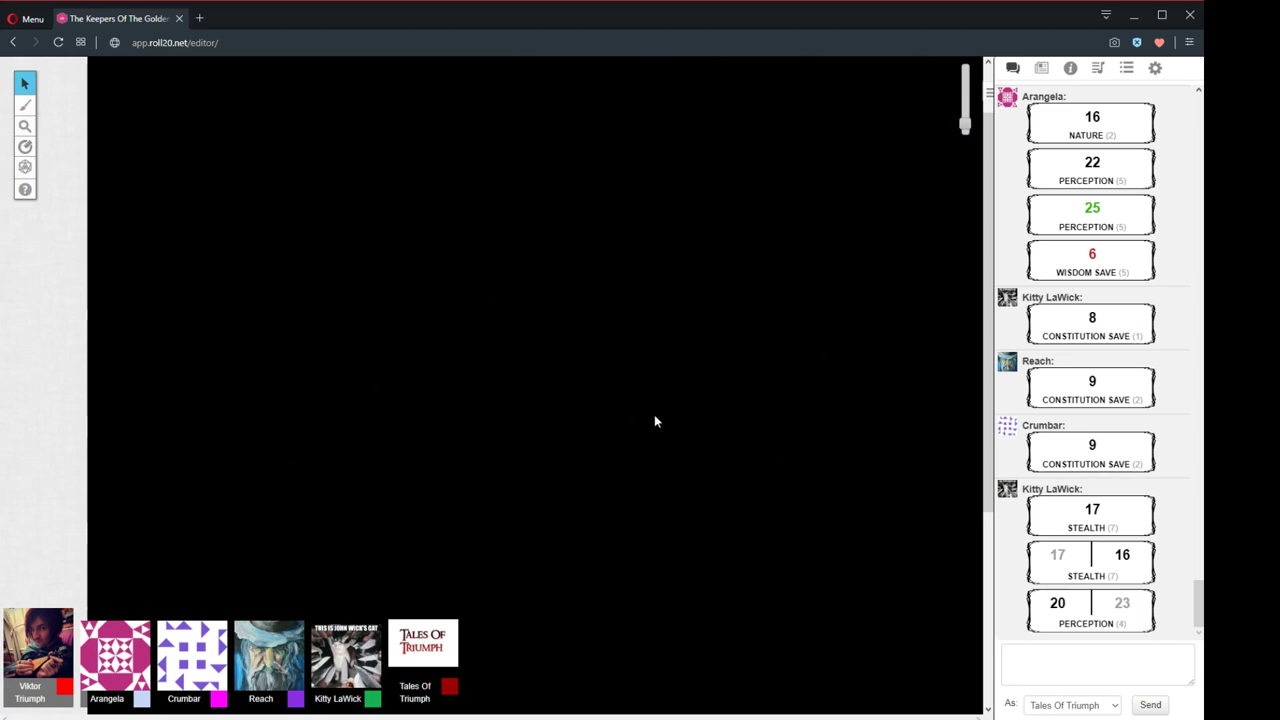 Menu
The Keepers Of The Golder
app.roll20.net/editor/
Arangela:
16
NATURE (2)
22
PERCEPTION (5)
25
PERCEPTION (5)
6
WISDOM SAVE (5)
Kitty LaWick:
8
CONSTITUTION SAVE (1)
Reach:
9
CONSTITUTION SAVE (2)
Crumbar:
9
CONSTITUTION SAVE (2)
Kitty LaWick:
17
STEALTH (7)
17 16
STEALTH (7)
20 23
PERCEPTION (4)
THIS IS JOHN WICK'S CAT
TALES OF
TRIUMPH
Viktor
Triumph
Arangela
Crumbar
Reach
Kitty LaWick
Tales Of
Triumph
As: Tales Of Triumph Send